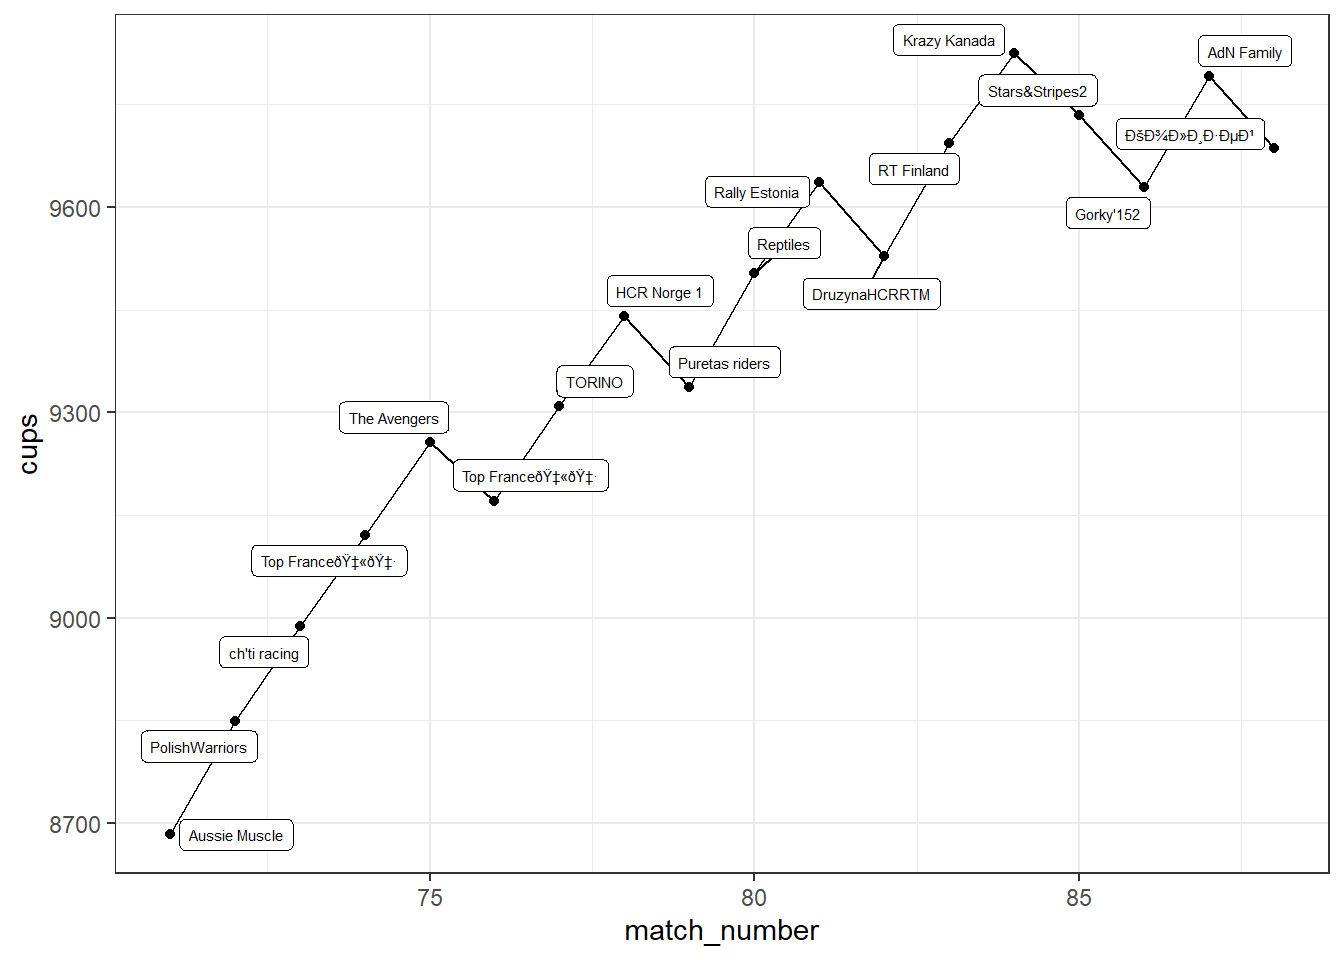 Krazy Kanada
AdN Family
Stars&Stripes2
ÐšÐ¾Ð»Ð¸Ð·ÐµÐ¹
RT Finland
Rally Estonia
Gorky'152
Reptiles
HCR Norge 1
DruzynaHCRRTM
Puretas riders
TORINO
The Avengers
Top FranceðŸ‡«ðŸ‡·
Top FranceðŸ‡«ðŸ‡·
ch'ti racing
PolishWarriors
Aussie Muscle
9600
9300
9000
8700
cups
75 80 85
match_number